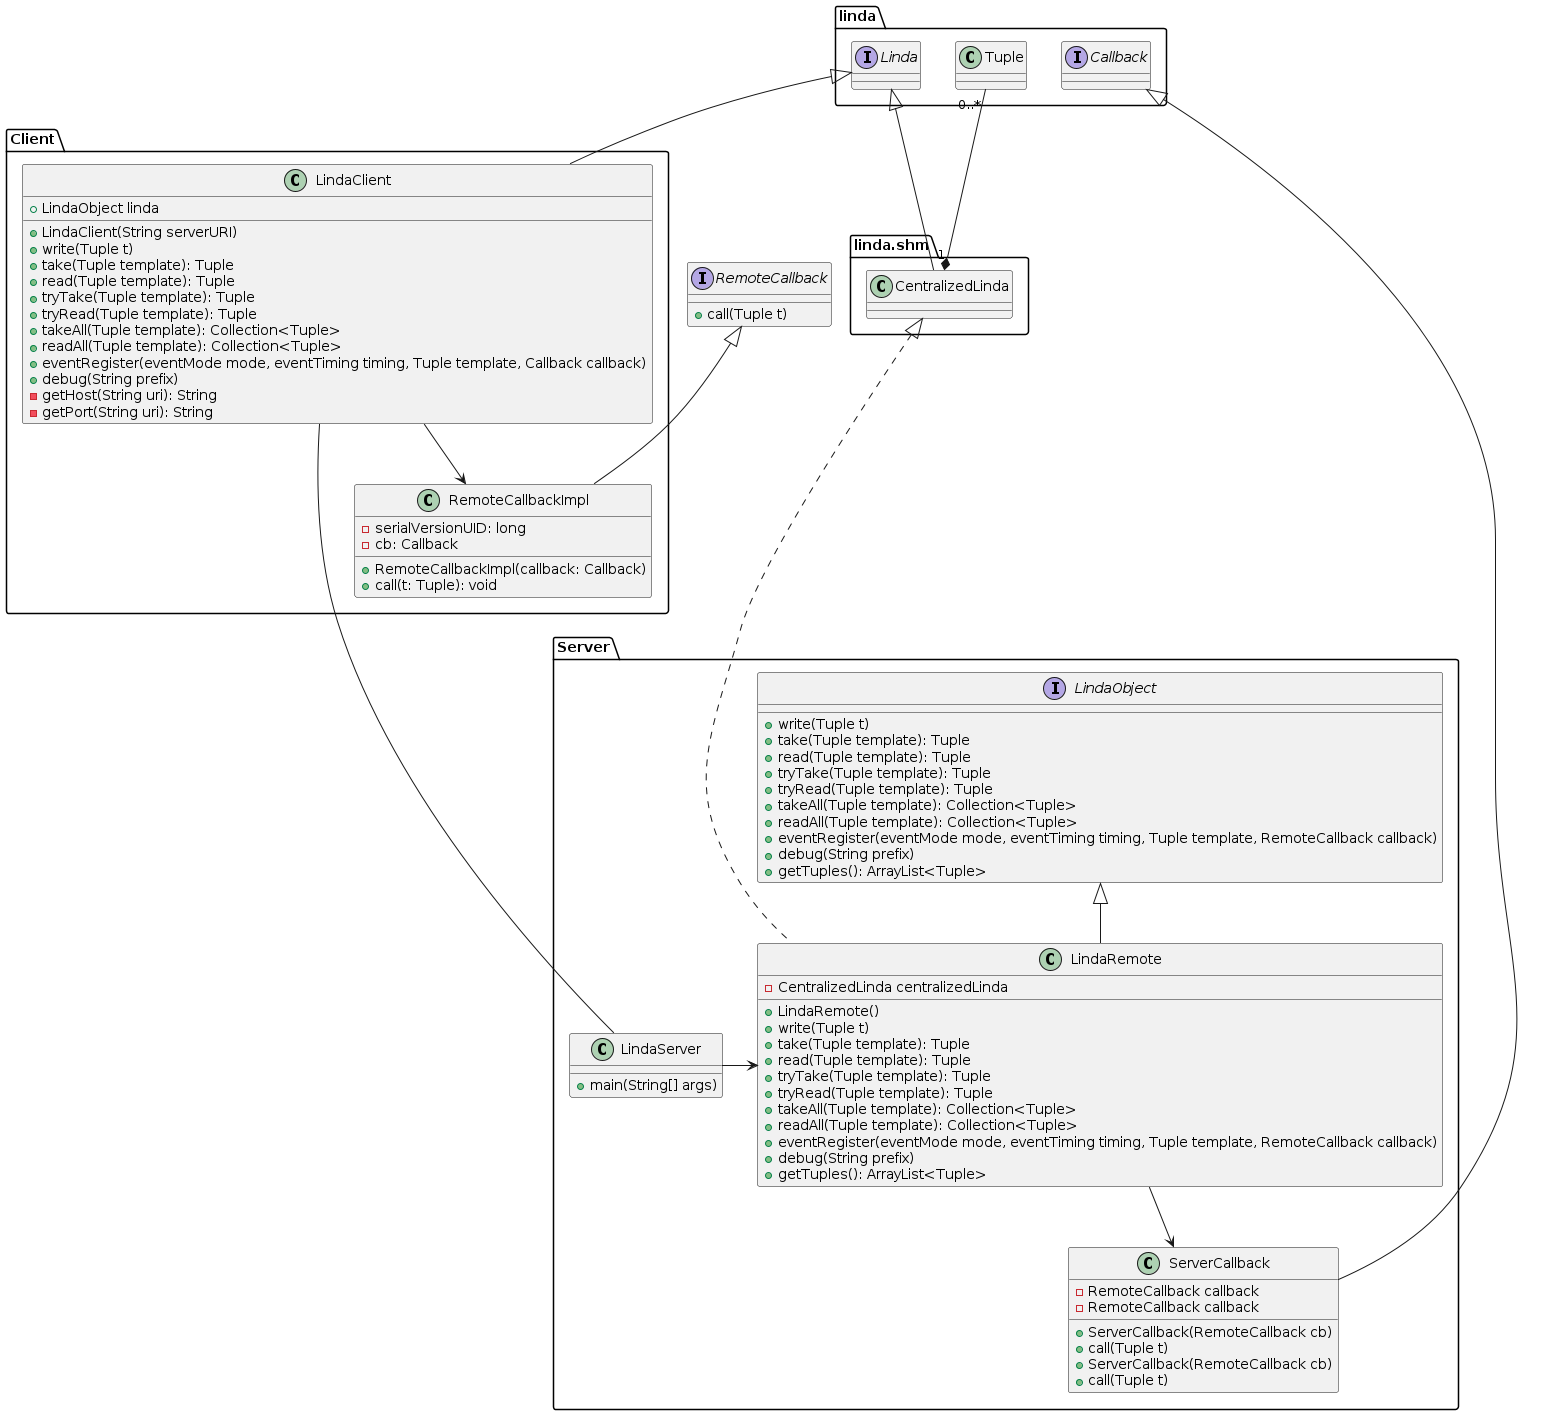 linda
I Linda
C Tuple
I Callback
0..*
Client
C LindaClient
LindaObject linda
LindaClient(String serverURI)
write(Tuple t)
take(Tuple template): Tuple
read(Tuple template): Tuple
tryTake(Tuple template): Tuple
tryRead(Tuple template): Tuple
takeAll(Tuple template): Collection<Tuple>
readAll(Tuple template): Collection<Tuple>
eventRegister(eventMode mode, eventTiming timing, Tuple template, Callback callback)
debug(String prefix)
getHost(String uri): String
getPort(String uri): String
I RemoteCallback
call(Tuple t)
linda.shm
1
C CentralizedLinda
C RemoteCallbackImpl
serialVersionUID: long
cb: Callback
RemoteCallbackImpl(callback: Callback)
call(t: Tuple): void
Server
I LindaObject
write(Tuple t)
take(Tuple template): Tuple
read(Tuple template): Tuple
tryTake(Tuple template): Tuple
tryRead(Tuple template): Tuple
takeAll(Tuple template): Collection<Tuple>
readAll(Tuple template): Collection<Tuple>
eventRegister(eventMode mode, eventTiming timing, Tuple template, RemoteCallback callback)
debug(String prefix)
getTuples(): ArrayList<Tuple>
C LindaRemote
CentralizedLinda centralizedLinda
LindaRemote()
write(Tuple t)
take(Tuple template): Tuple
read(Tuple template): Tuple
tryTake(Tuple template): Tuple
tryRead(Tuple template): Tuple
takeAll(Tuple template): Collection<Tuple>
readAll(Tuple template): Collection<Tuple>
eventRegister(eventMode mode, eventTiming timing, Tuple template, RemoteCallback callback)
debug(String prefix)
getTuples(): ArrayList<Tuple>
C LindaServer
main(String[] args)
C ServerCallback
RemoteCallback callback
RemoteCallback callback
ServerCallback(RemoteCallback cb)
call(Tuple t)
ServerCallback(RemoteCallback cb)
call(Tuple t)